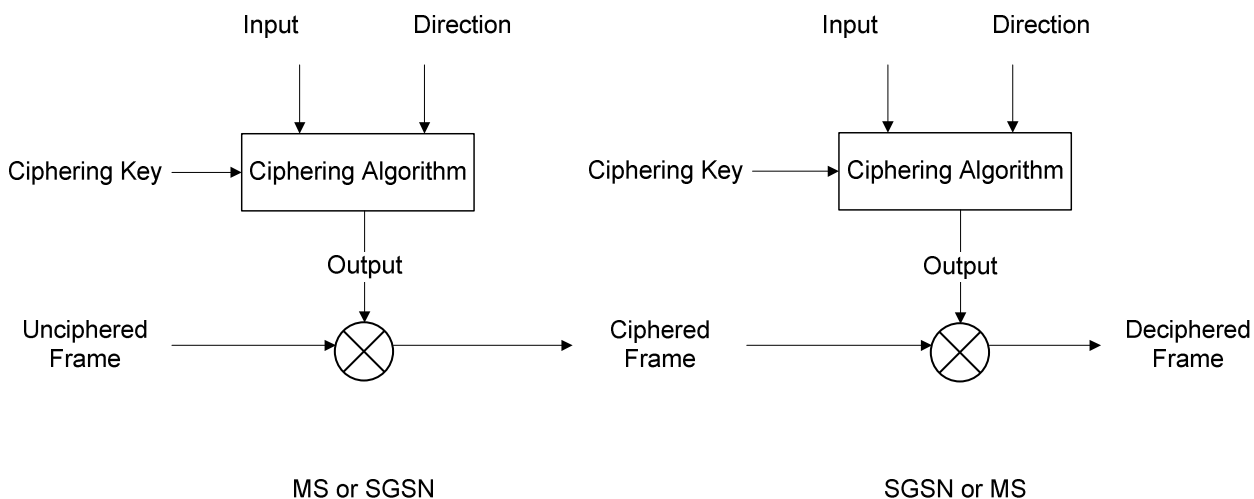 Input
Direction
Input
Direction
Ciphering Key
Ciphering Algorithm
Ciphering Key
Ciphering Algorithm
Output
Output
Unciphered
Frame
Ciphered
Frame
Deciphered
Frame
MS or SGSN
SGSN or MS